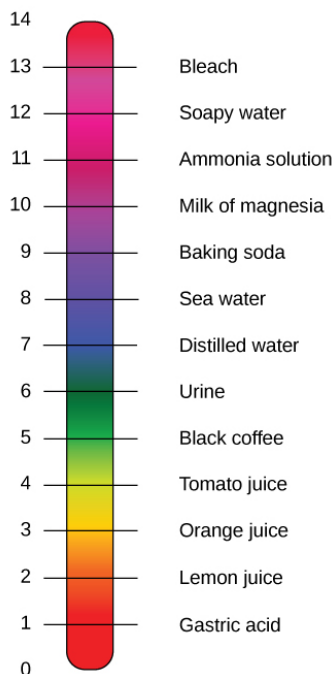 14
13 Bleach
12 Soapy water
11 Ammonia solution
10 Milk of magnesia
9 Baking soda
8 Sea water
7 Distilled water
6 Urine
5 Black coffee
4 Tomato juice
3 Orange juice
2 Lemon juice
1 Gastric acid
0